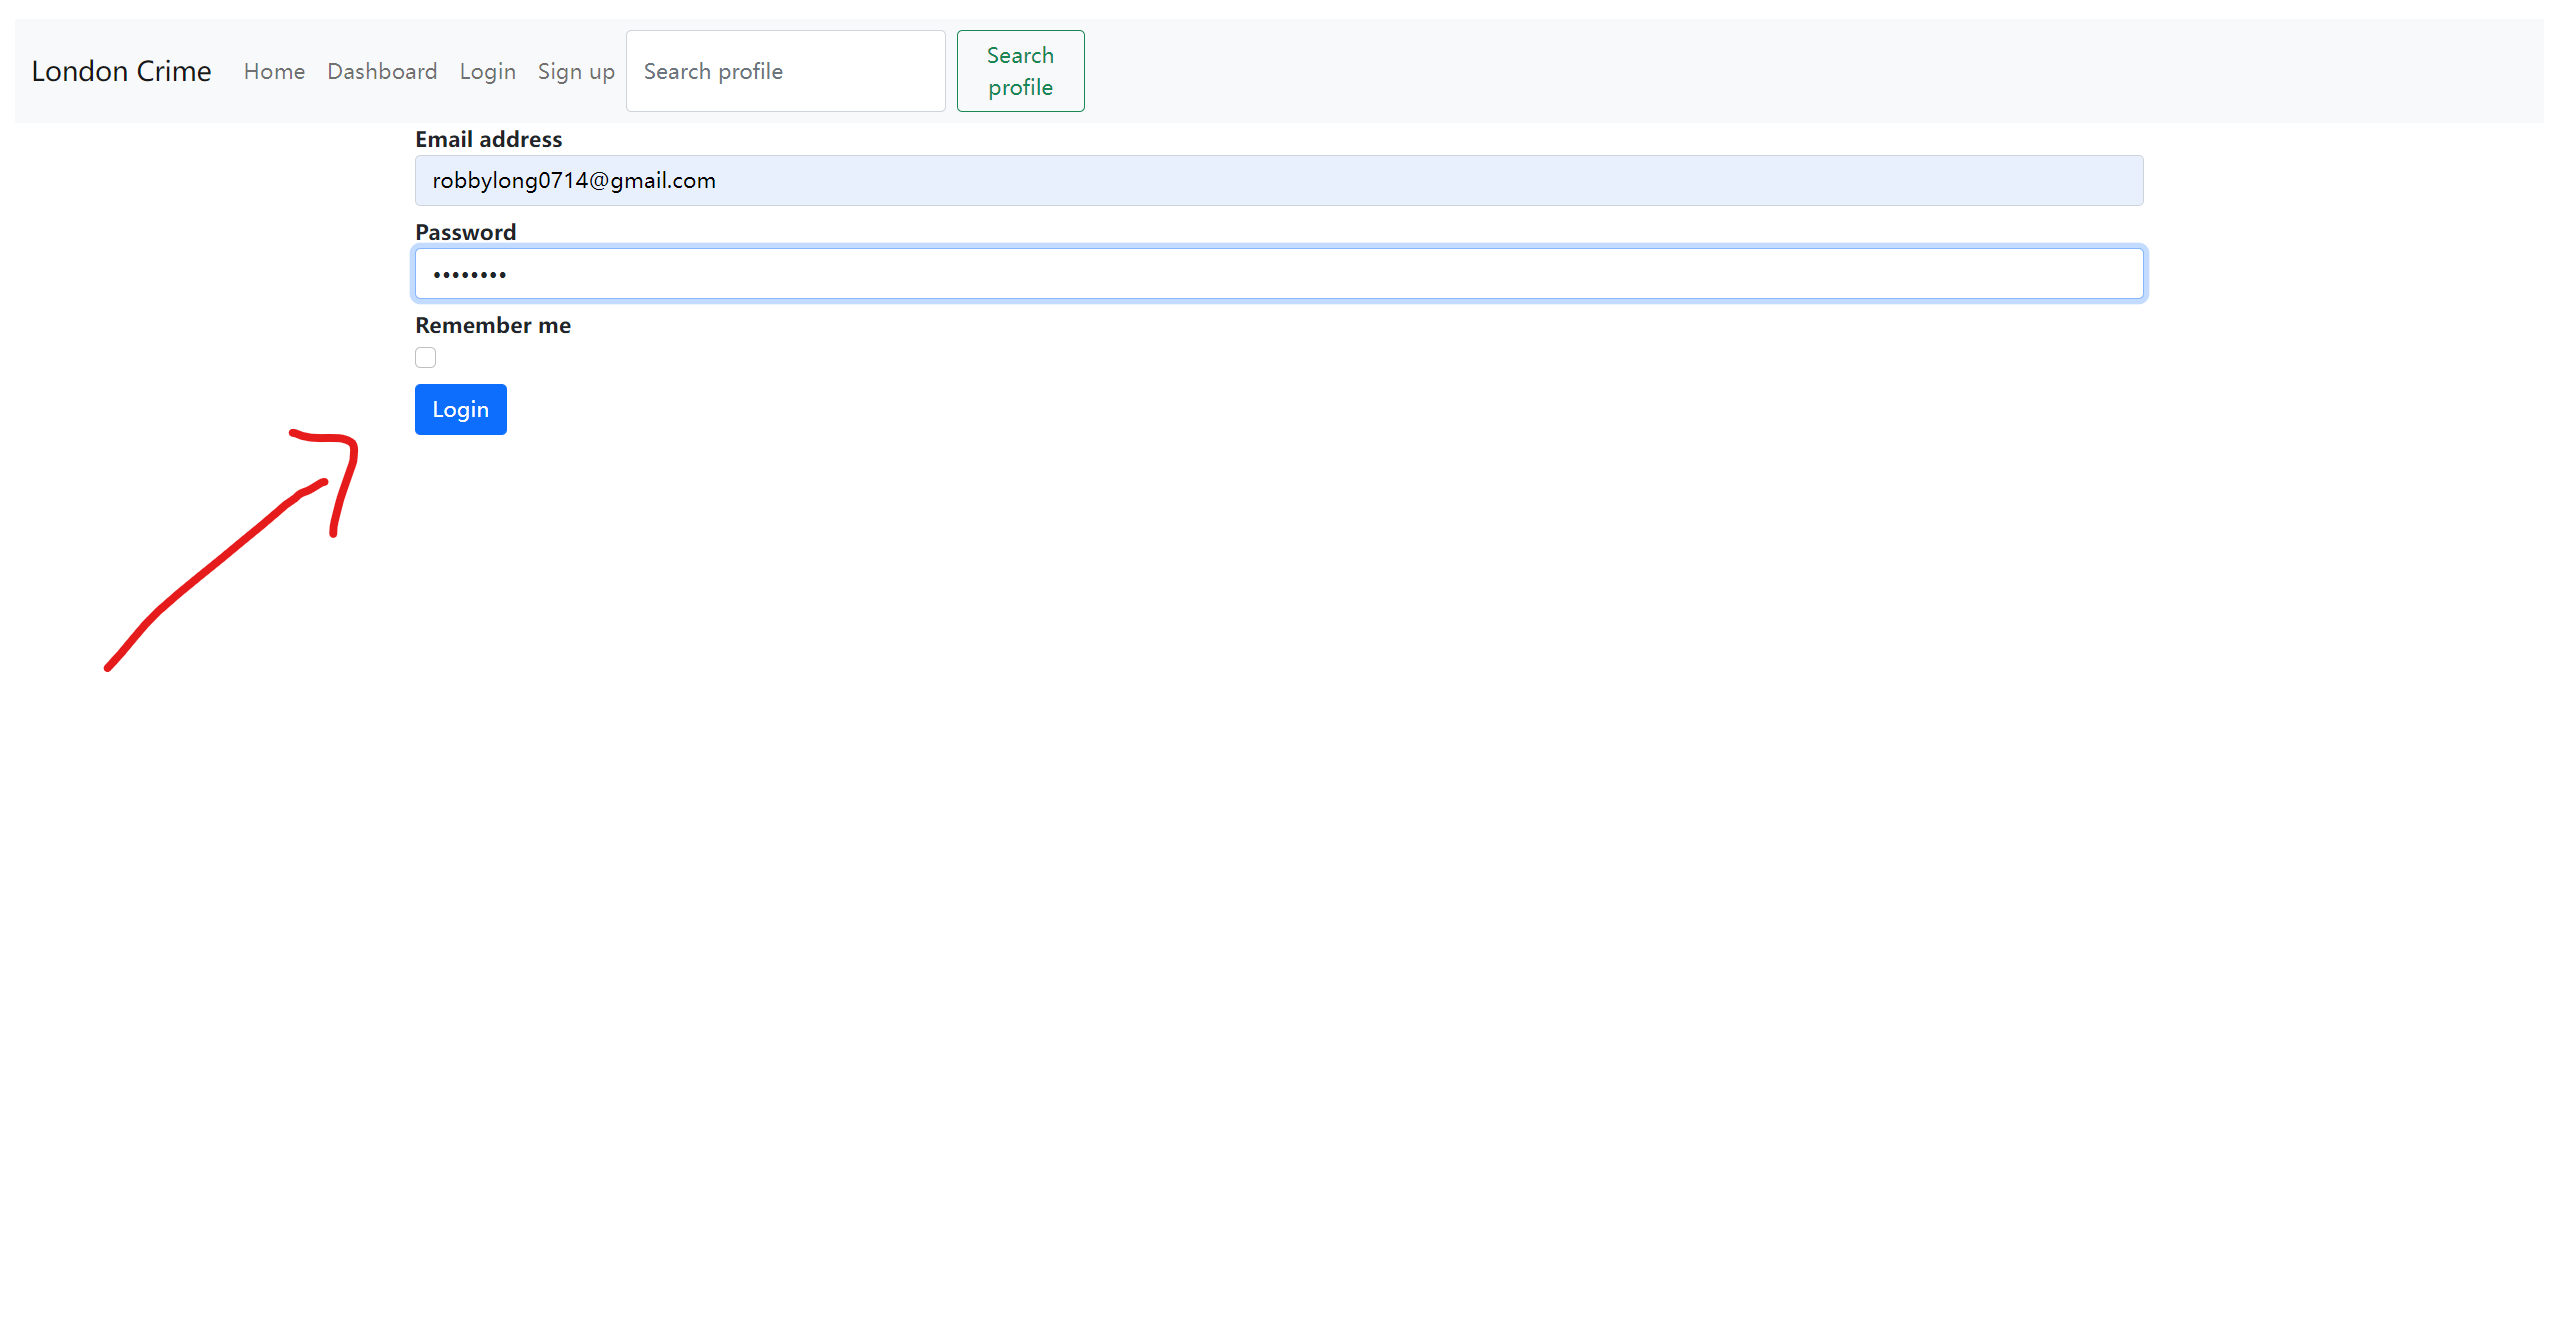 London Crime Home Dashboard Login Sign up Search profile Search profile
Email address
robbylong0714@gmail.com
Password
••••••••
Remember me
Login